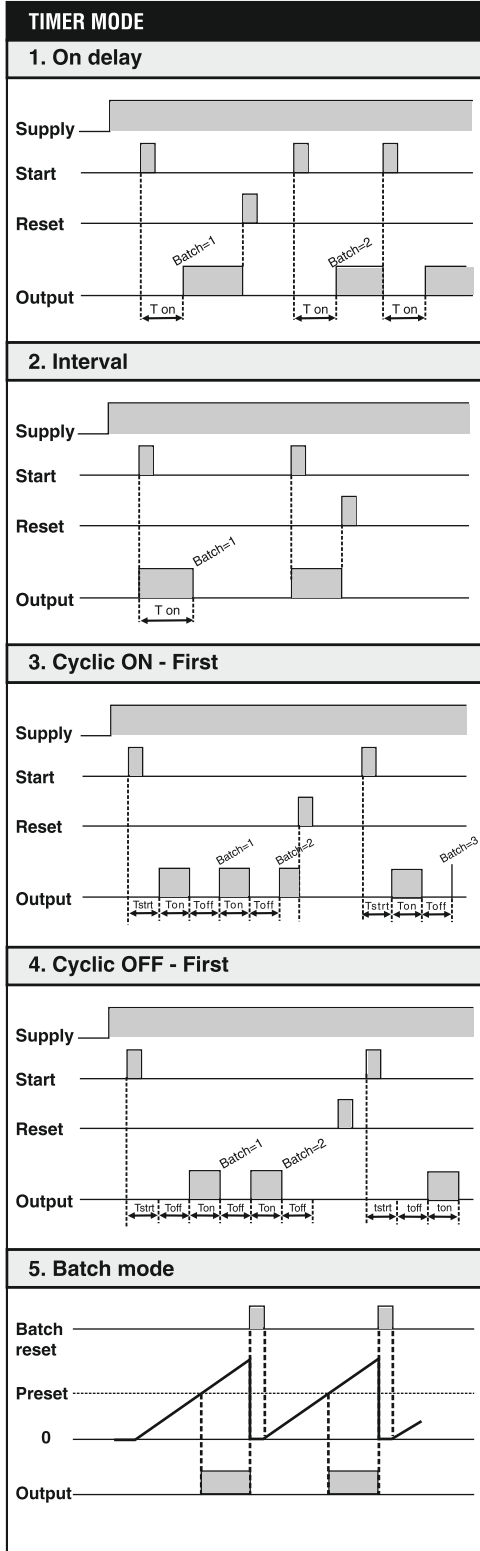 TIMER MODE
1. On delay
Supply
Start
Reset
Batch=1
Batch=2
Output
T on
T on
T on
2. Interval
Supply
Start
Reset
Batch=1
Output
T on
3. Cyclic ON - First
Supply
Start
Reset
Batch=1
Batch=2
Batch=3
Output
Tstrt Ton Toff Ton Toff
Tstrt Ton Toff
4. Cyclic OFF - First
Supply
Start
Reset
Batch=1
Batch=2
Output
Tstrt Toff Ton Toff Ton Toff
tstrt toff ton
5. Batch mode
Batch
reset
Preset
0
Output